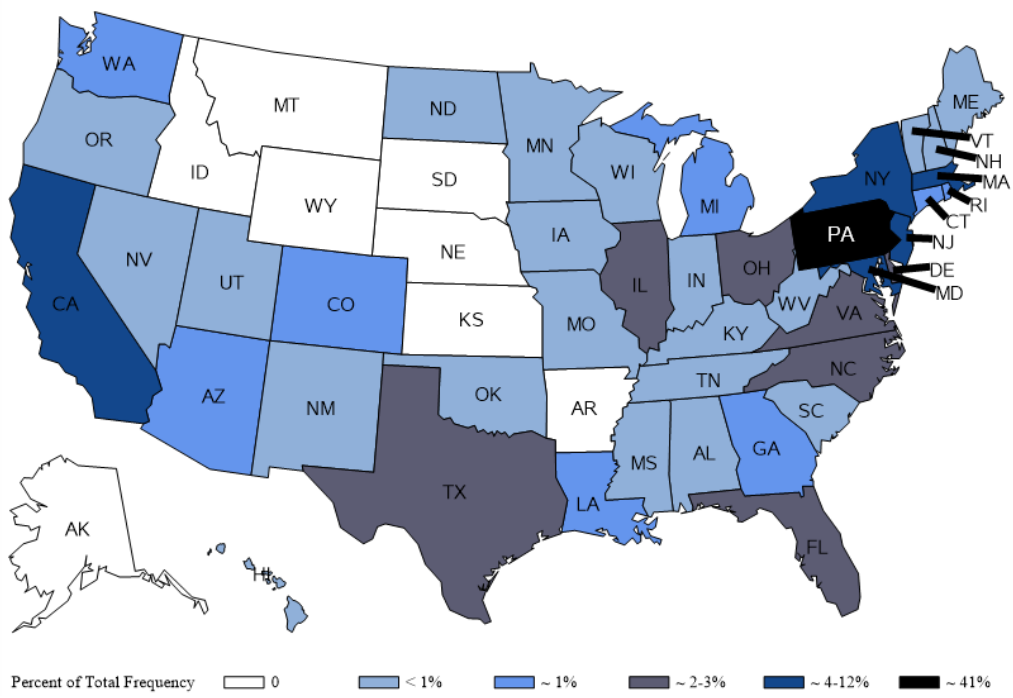 WA
MT
ND
ME
OR
MN
VT
ID
SD
WI
NY
NH
MA
WY
MI
RI
CT
NE
IA
PA
NJ
NV
UT
IL
IN
OH
DE
MD
CA
CO
KS
MO
WV
VA
KY
AZ
NM
OK
AR
TN
NC
SC
TX
MS
AL
GA
LA
AK
FL
HI
Percent of Total Frequency 0 < 1% ~ 1% ~ 2-3% ~ 4-12% ~ 41%